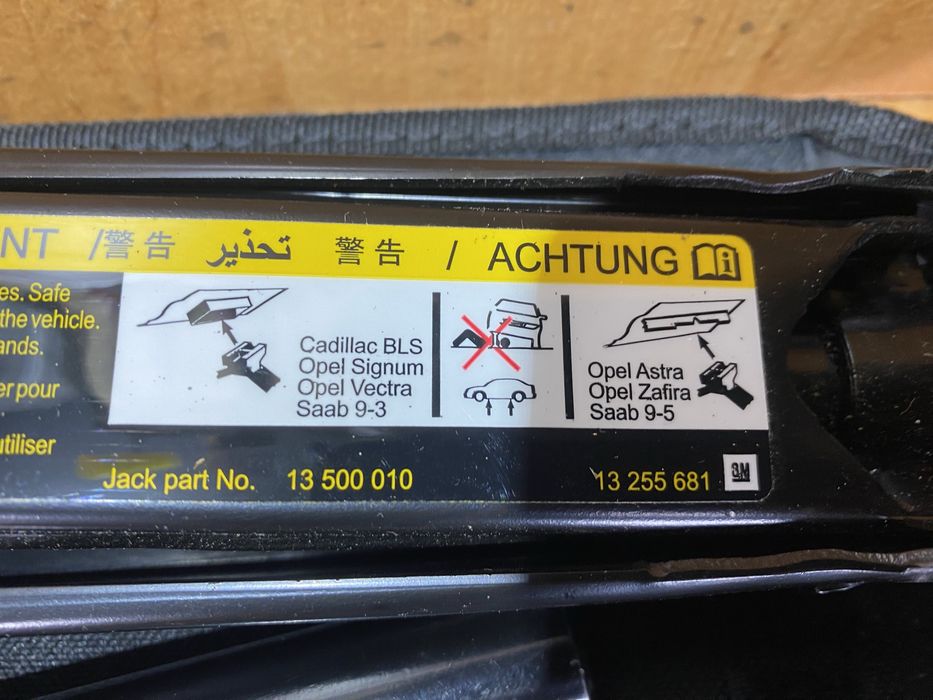 NT /警告 تحذير 警告 / ACHTUNG
es. Safe
the vehicle.
ands.
er pour
utiliser
Cadillac BLS
Opel Signum
Opel Vectra
Saab 9-3
Opel Astra
Opel Zafira
Saab 9-5
Jack part No. 13 500 010
13 255 681
GM